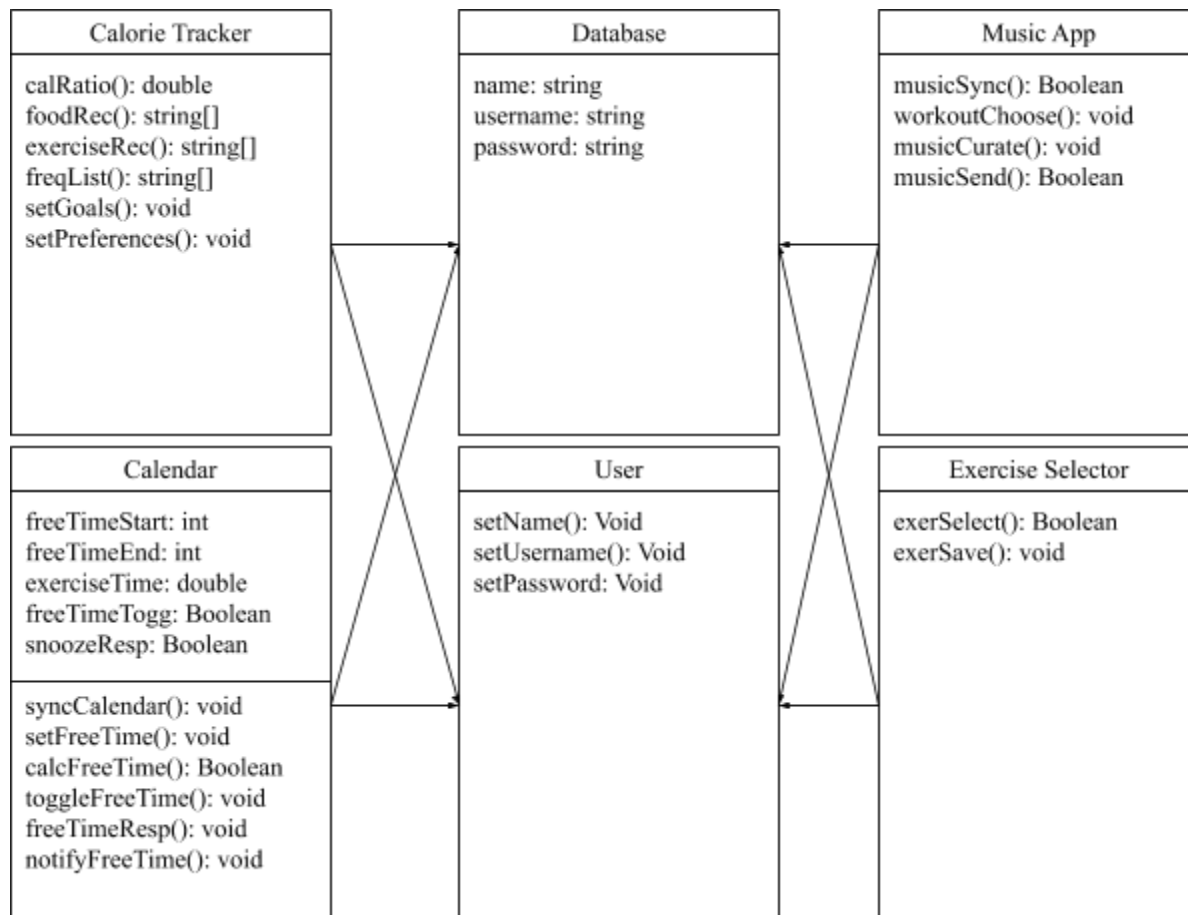 Calorie Tracker
calRatio(): double
foodRec(): string[]
exerciseRec(): string[]
freqList(): string[]
setGoals(): void
setPreferences(): void
Database
name: string
username: string
password: string
Music App
musicSync(): Boolean
workoutChoose(): void
musicCurate(): void
musicSend(): Boolean
Calendar
freeTimeStart: int
freeTimeEnd: int
exerciseTime: double
freeTimeTogg: Boolean
snoozeResp: Boolean
syncCalendar(): void
setFreeTime(): void
calcFreeTime(): Boolean
toggleFreeTime(): void
freeTimeResp(): void
notifyFreeTime(): void
User
setName(): Void
setUsername(): Void
setPassword: Void
Exercise Selector
exerSelect(): Boolean
exerSave(): void